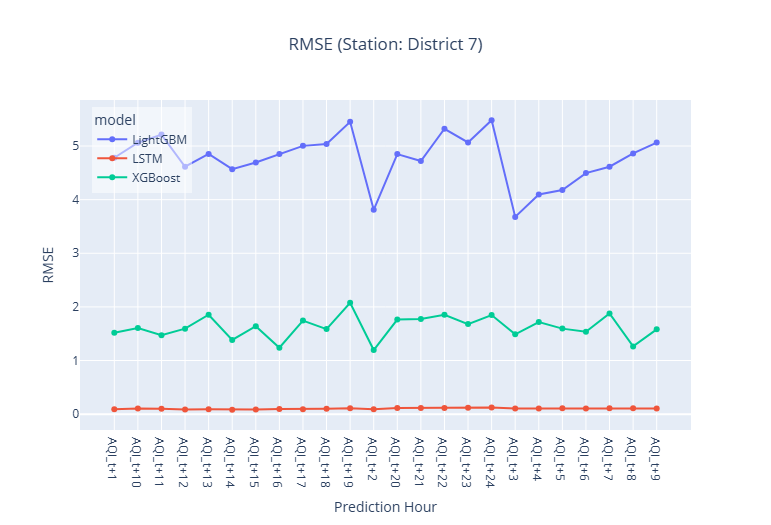 RMSE (Station: District 7)
model
LightGBM
LSTM
XGBoost
RMSE
5
4
3
2
1
0
AQI_t+1
AQI_t+10
AQI_t+11
AQI_t+12
AQI_t+13
AQI_t+14
AQI_t+15
AQI_t+16
AQI_t+17
AQI_t+18
AQI_t+19
AQI_t+2
AQI_t+20
AQI_t+21
AQI_t+22
AQI_t+23
AQI_t+24
AQI_t+3
AQI_t+4
AQI_t+5
AQI_t+6
AQI_t+7
AQI_t+8
AQI_t+9
Prediction Hour